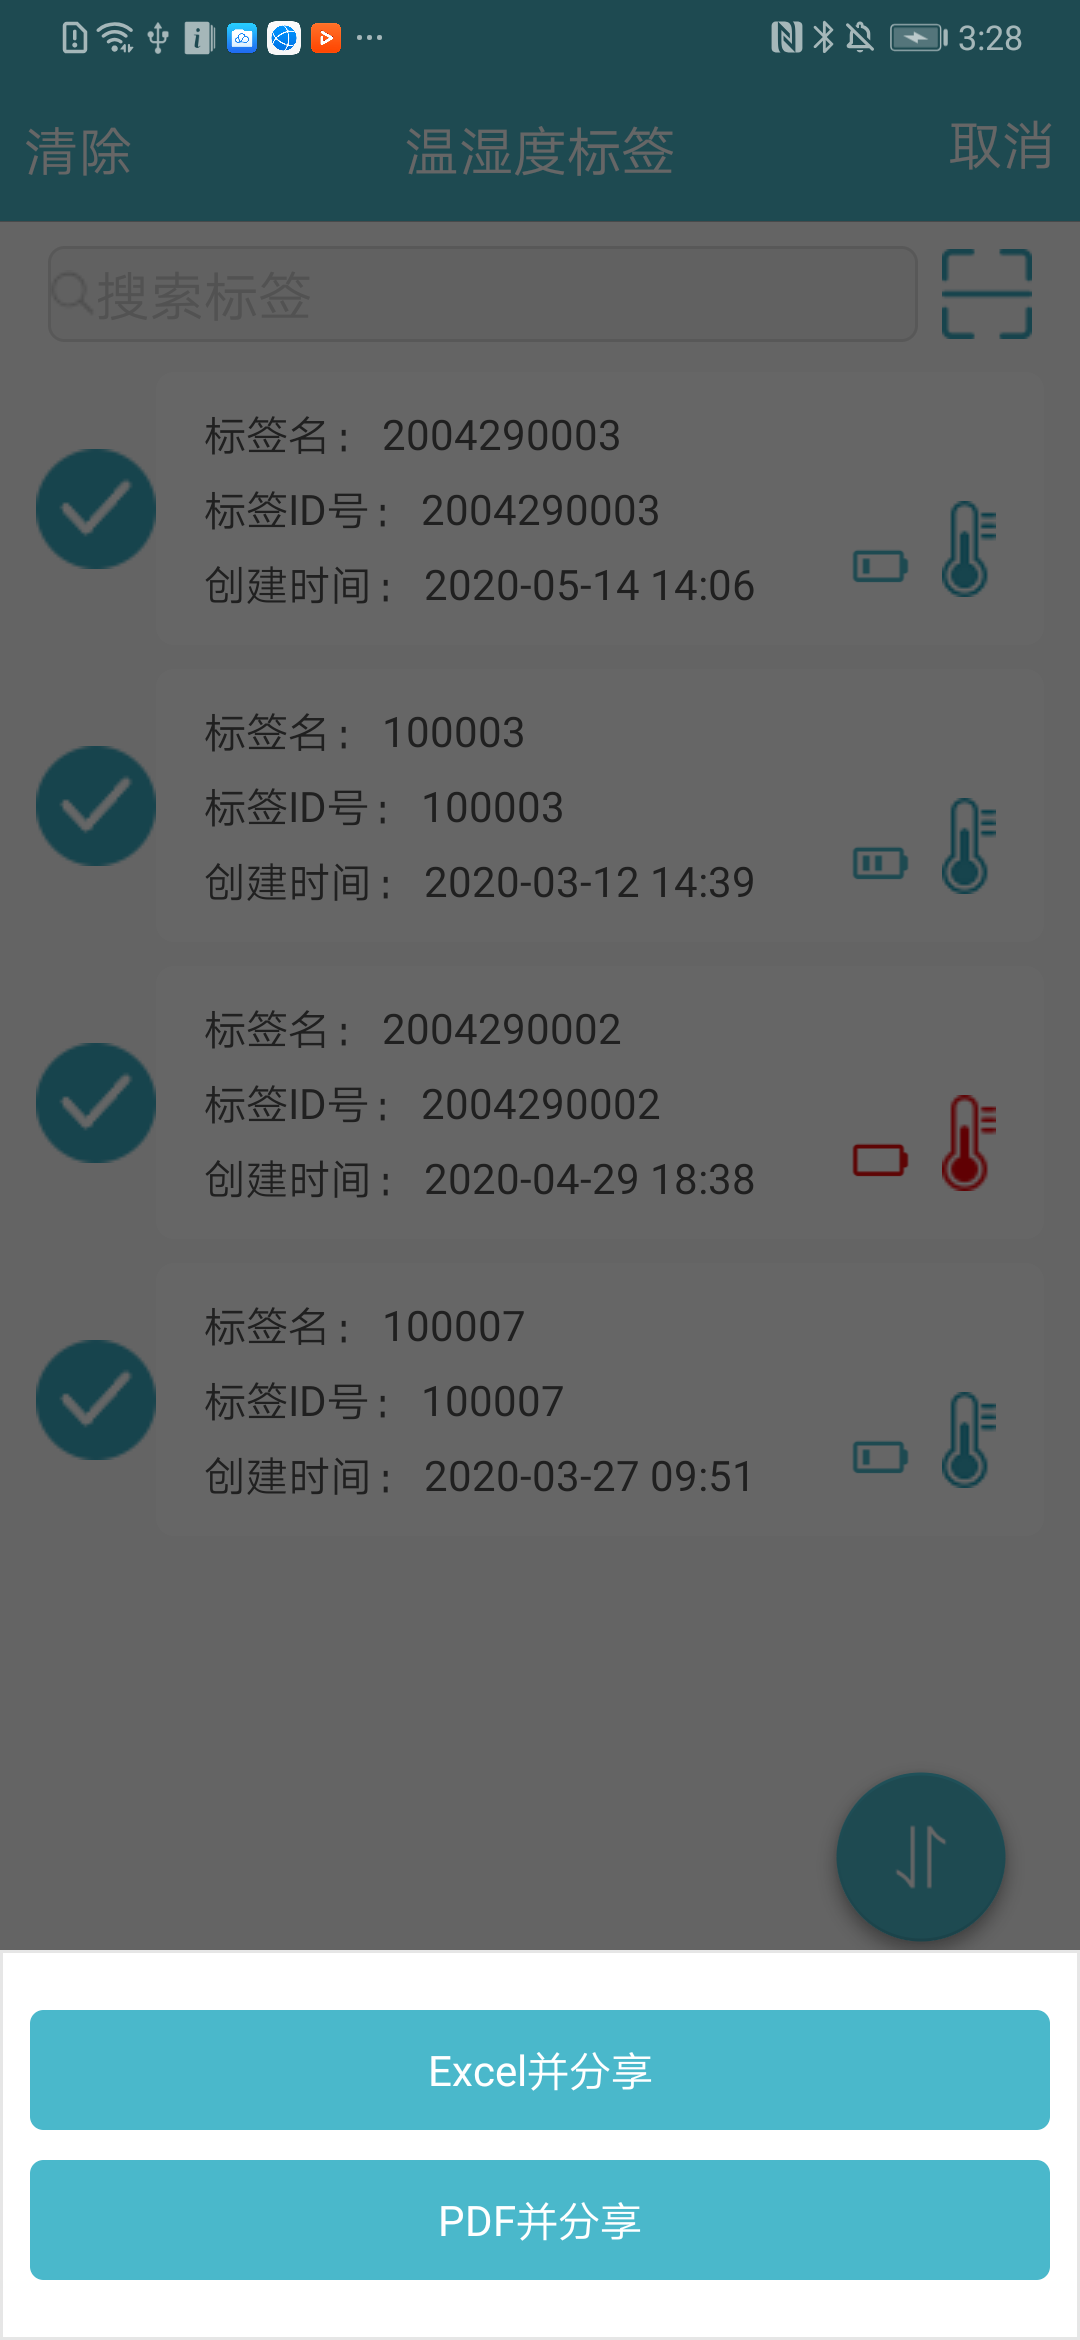 3:28
清除 温湿度标签 取消
搜索标签
标签名： 2004290003
标签ID号： 2004290003
创建时间： 2020-05-14 14:06
标签名： 100003
标签ID号： 100003
创建时间： 2020-03-12 14:39
标签名： 2004290002
标签ID号： 2004290002
创建时间： 2020-04-29 18:38
标签名： 100007
标签ID号： 100007
创建时间： 2020-03-27 09:51
Excel并分享
PDF并分享